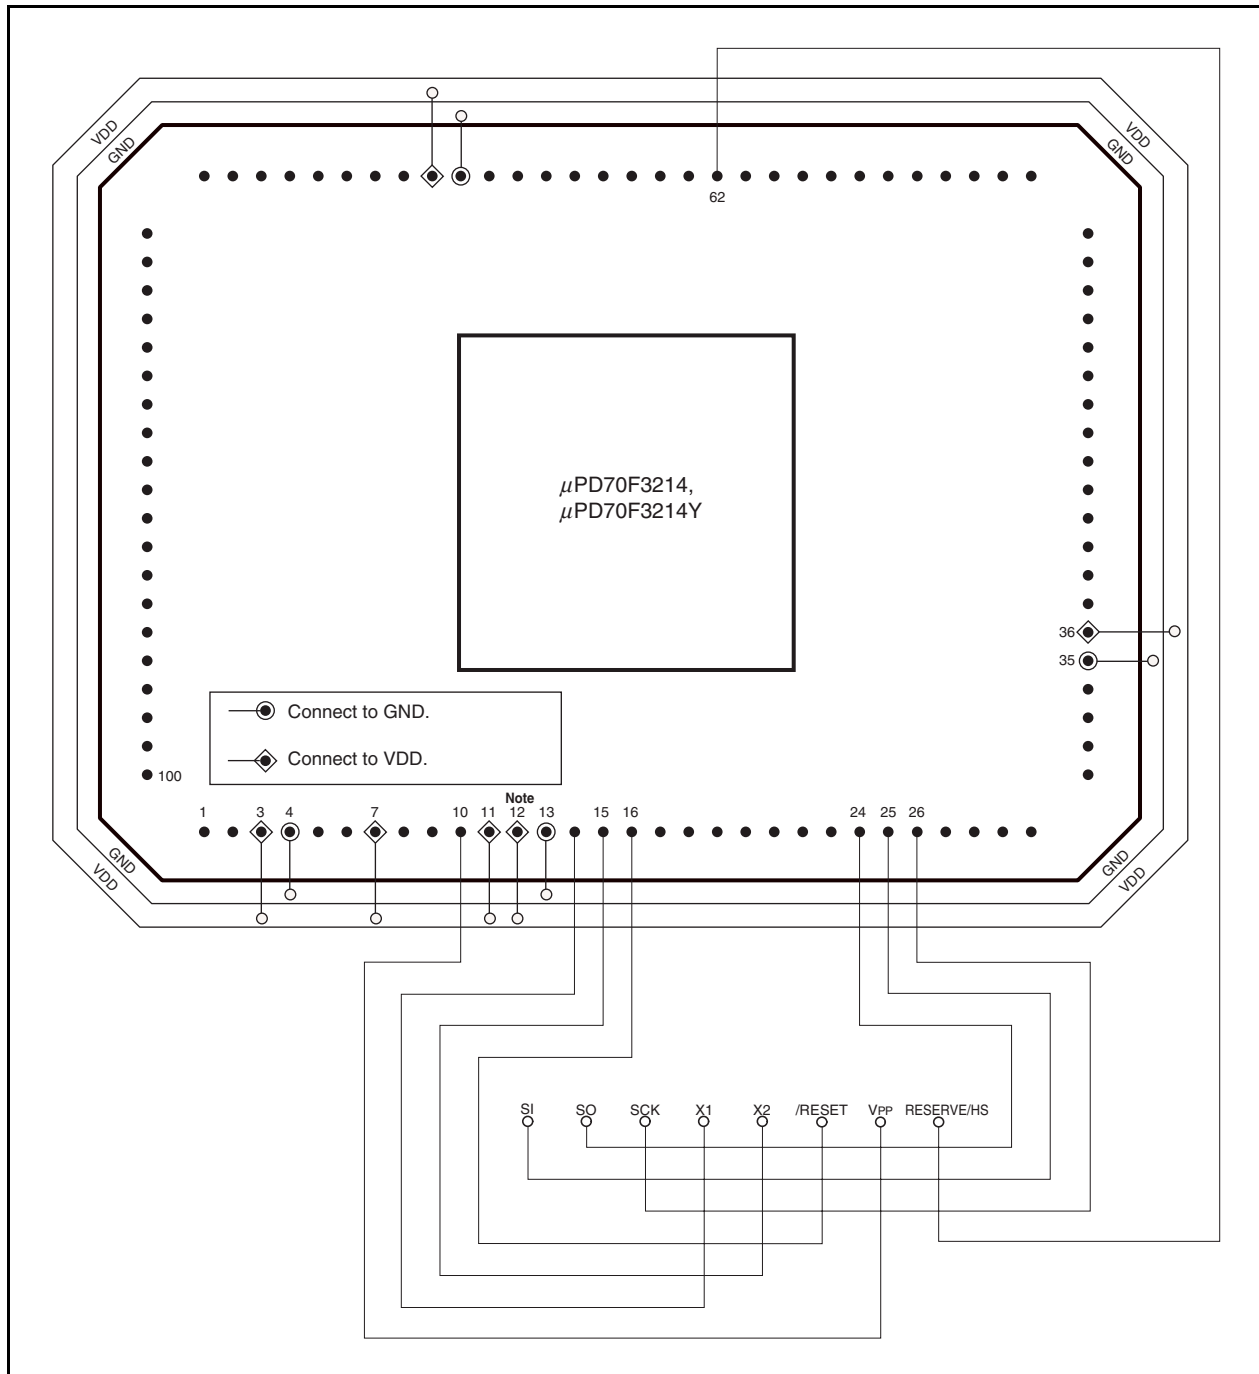 VDD
GND
VDD
GND
62
μPD70F3214,
μPD70F3214Y
36
35
Connect to GND.
Connect to VDD.
100
Note
1 3 4 7 10 11 12 13 15 16 24 25 26
GND
VDD
GND
VDD
SI SO SCK X1 X2 /RESET VPP RESERVE/HS